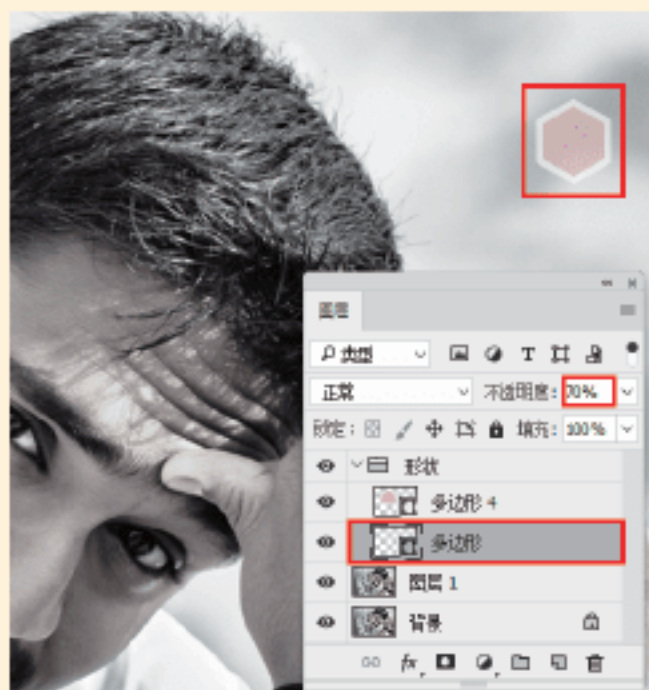 图层
类型
正常 不透明度: 70%
锁定: 填充: 100%
形状
多边形 4
多边形
图层 1
背景